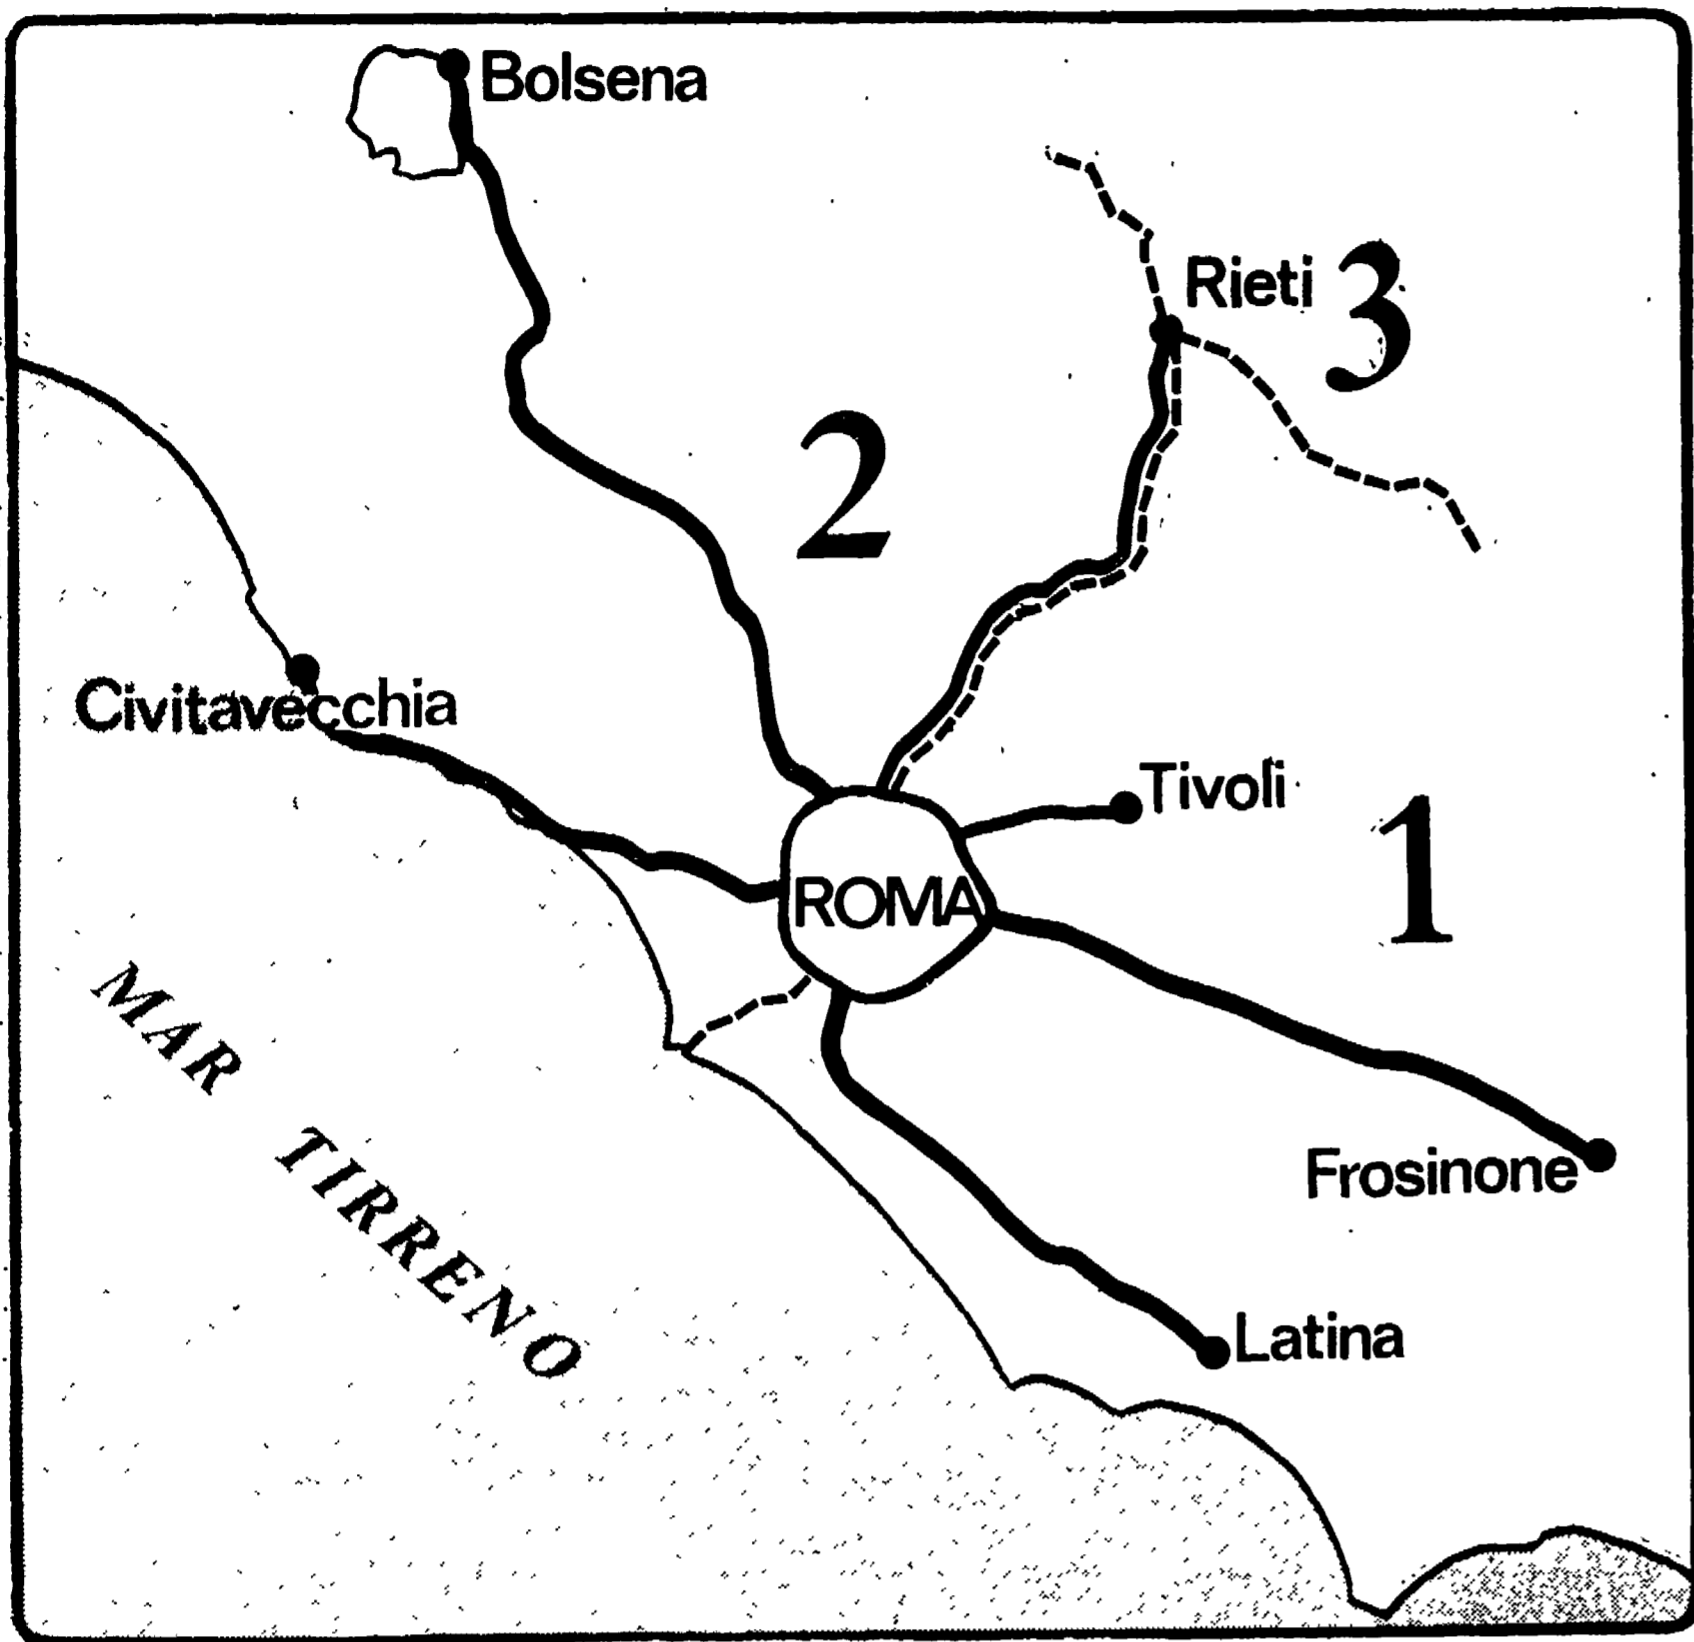 Bolsena
Rieti 3
2
Civitavecchia
Tivoli
1
ROMA
MAR TIRRENO
Frosinone
Latina